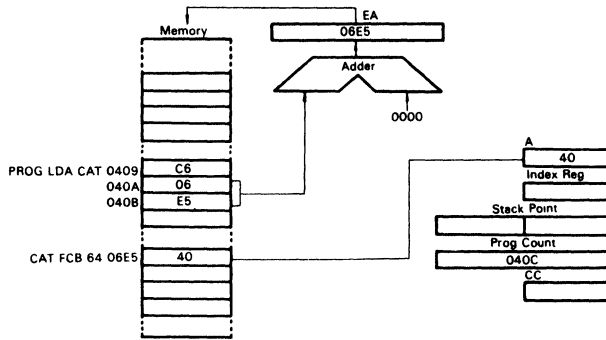 EA
Memory
06E5
Adder
0000
A
PROG LDA CAT 0409 C6
40
040A 06
Index Reg
040B E5
Stack Point
Prog Count
CAT FCB 64 06E5 40
040C
CC